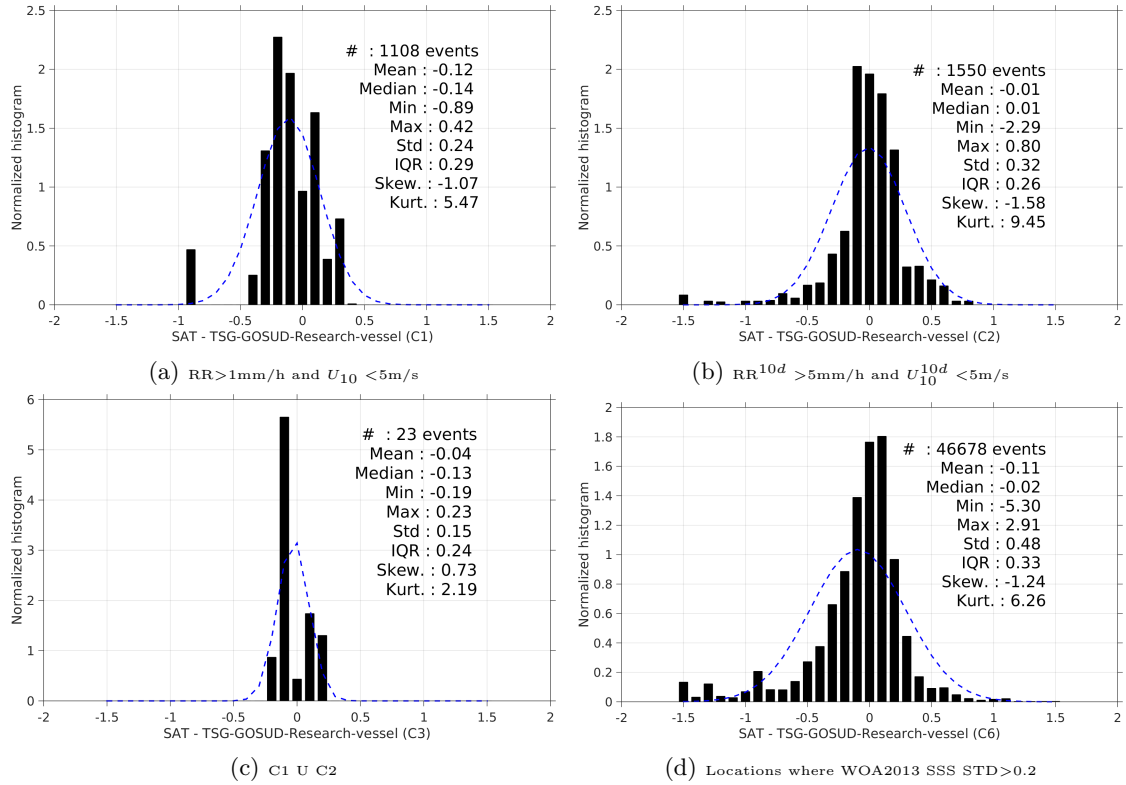 2.5
2
1.5
1
0.5
0
-2
-1.5
-1
-0.5
0
0.5
1
1.5
2
Normalized histogram
# : 1108 events
Mean : -0.12
Median : -0.14
Min : -0.89
Max : 0.42
Std : 0.24
IQR : 0.29
Skew. : -1.07
Kurt. : 5.47
SAT - TSG-GOSUD-Research-vessel (C1)
(a) RR>1mm/h and U10 <5m/s
2.5
2
1.5
1
0.5
0
-2
-1.5
-1
-0.5
0
0.5
1
1.5
2
Normalized histogram
# : 1550 events
Mean : -0.01
Median : 0.01
Min : -2.29
Max : 0.80
Std : 0.32
IQR : 0.26
Skew. : -1.58
Kurt. : 9.45
SAT - TSG-GOSUD-Research-vessel (C2)
(b) RR^10d >5mm/h and U10^10d <5m/s
6
5
4
3
2
1
0
-2
-1.5
-1
-0.5
0
0.5
1
1.5
2
Normalized histogram
# : 23 events
Mean : -0.04
Median : -0.13
Min : -0.19
Max : 0.23
Std : 0.15
IQR : 0.24
Skew. : 0.73
Kurt. : 2.19
SAT - TSG-GOSUD-Research-vessel (C3)
(c) C1 U C2
2
1.8
1.6
1.4
1.2
1
0.8
0.6
0.4
0.2
0
-2
-1.5
-1
-0.5
0
0.5
1
1.5
2
Normalized histogram
# : 46678 events
Mean : -0.11
Median : -0.02
Min : -5.30
Max : 2.91
Std : 0.48
IQR : 0.33
Skew. : -1.24
Kurt. : 6.26
SAT - TSG-GOSUD-Research-vessel (C6)
(d) Locations where WOA2013 SSS STD>0.2